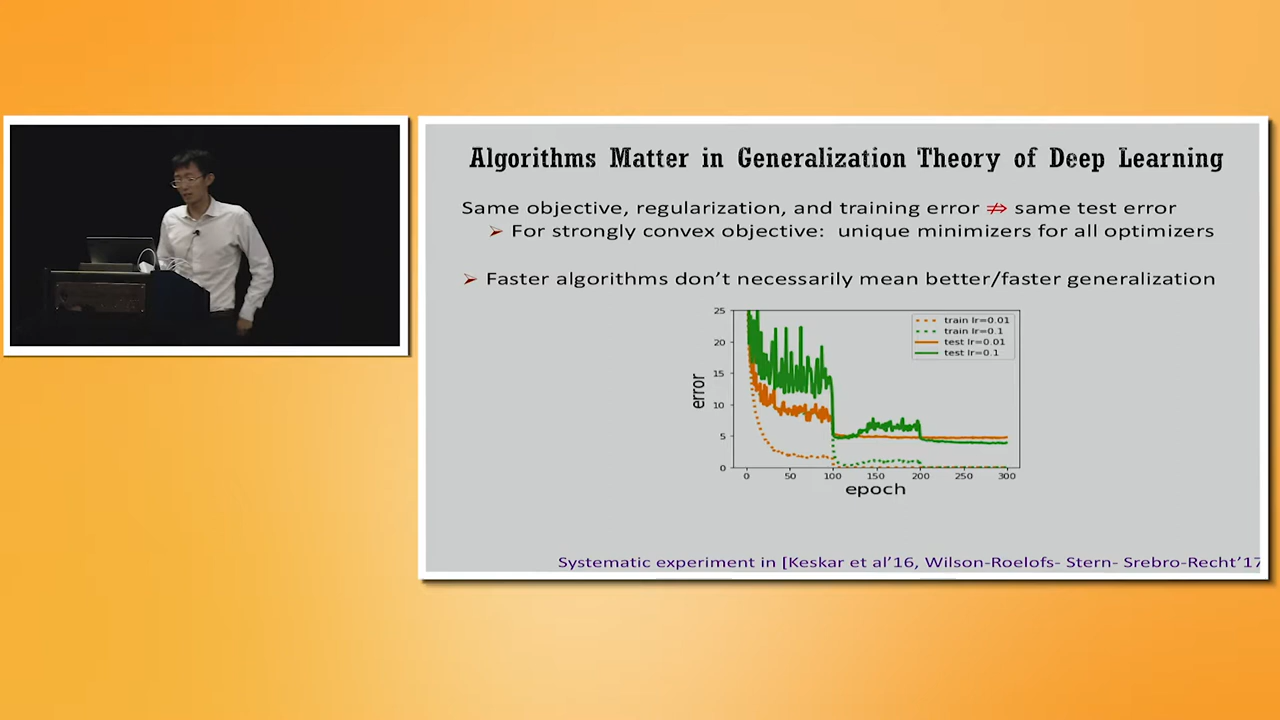 Algorithms Matter in Generalization Theory of Deep Learning
Same objective, regularization, and training error ⇏ same test error
➢ For strongly convex objective: unique minimizers for all optimizers
➢ Faster algorithms don't necessarily mean better/faster generalization
25
20
15
10
5
0
error
train lr=0.01
train lr=0.1
test lr=0.01
test lr=0.1
0 50 100 150 200 250 300
epoch
Systematic experiment in [Keskar et al'16, Wilson-Roelofs- Stern- Srebro-Recht'17